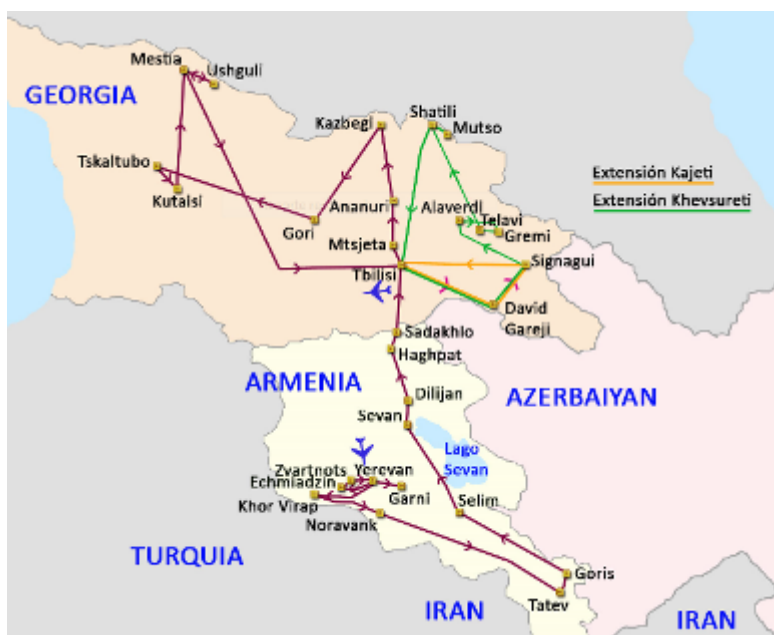 Mestia
Ushguli
GEORGIA
Shatili
Kazbegi
Mutso
Tskaltubo
Extensión Kajeti
Kutaisi
Ananuri
Alaverdi
Extensión Khevsureti
Telavi
Gori
Gremi
Mtsjeta
Tbilisi
Signagui
David
Gareji
Sadakhlo
Haghpat
ARMENIA
Dilijan
AZERBAIYAN
Sevan
Lago
Sevan
Zvartnots
Yerevan
Echmiadzin
Garni
Khor Virap
Selim
Noravank
TURQUIA
Goris
Tatev
IRAN
IRAN